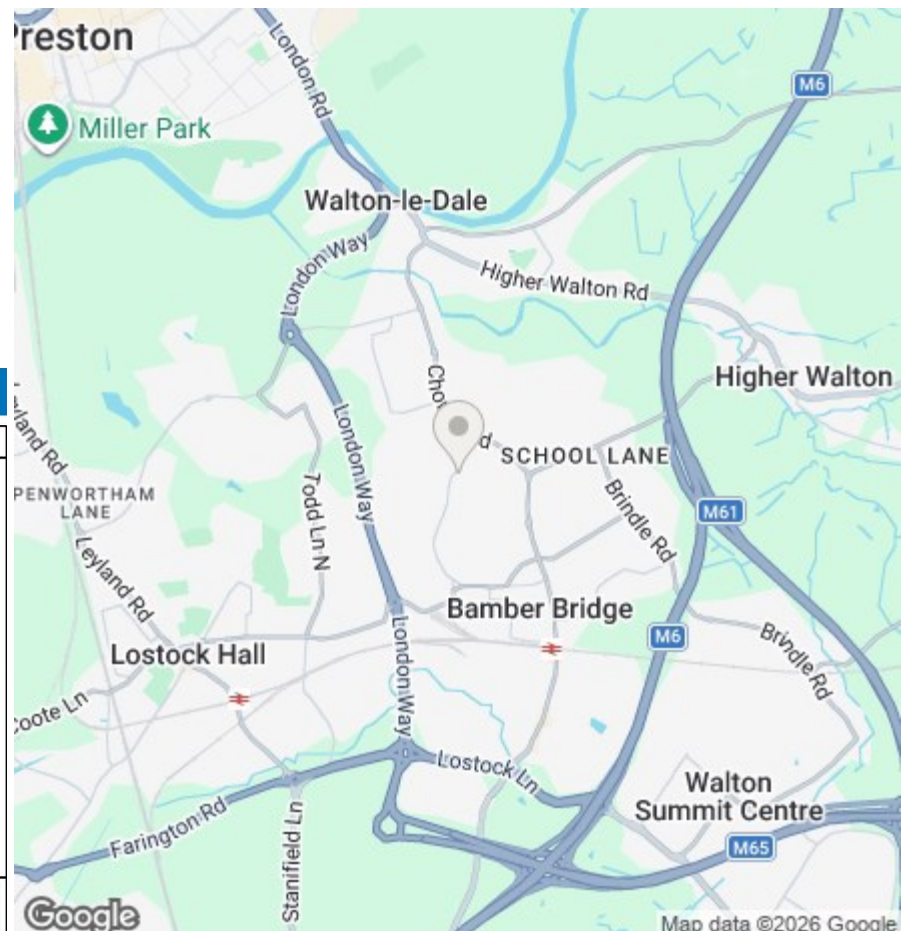 Preston
London Rd
M6
Miller Park
Walton-le-Dale
London Way
Higher Walton Rd
Higher Walton
Leyland Rd
London Way
SCHOOL LANE
PENWORTHAM
LANE
Todd Ln N
Brindle Rd
M61
Leyland Rd
Bamber Bridge
M6
Brindle Rd
Lostock Hall
London Way
Coote Ln
Lostock Ln
Walton
Summit Centre
Farington Rd
Stanifield Ln
M65
Google
Map data ©2026 Google